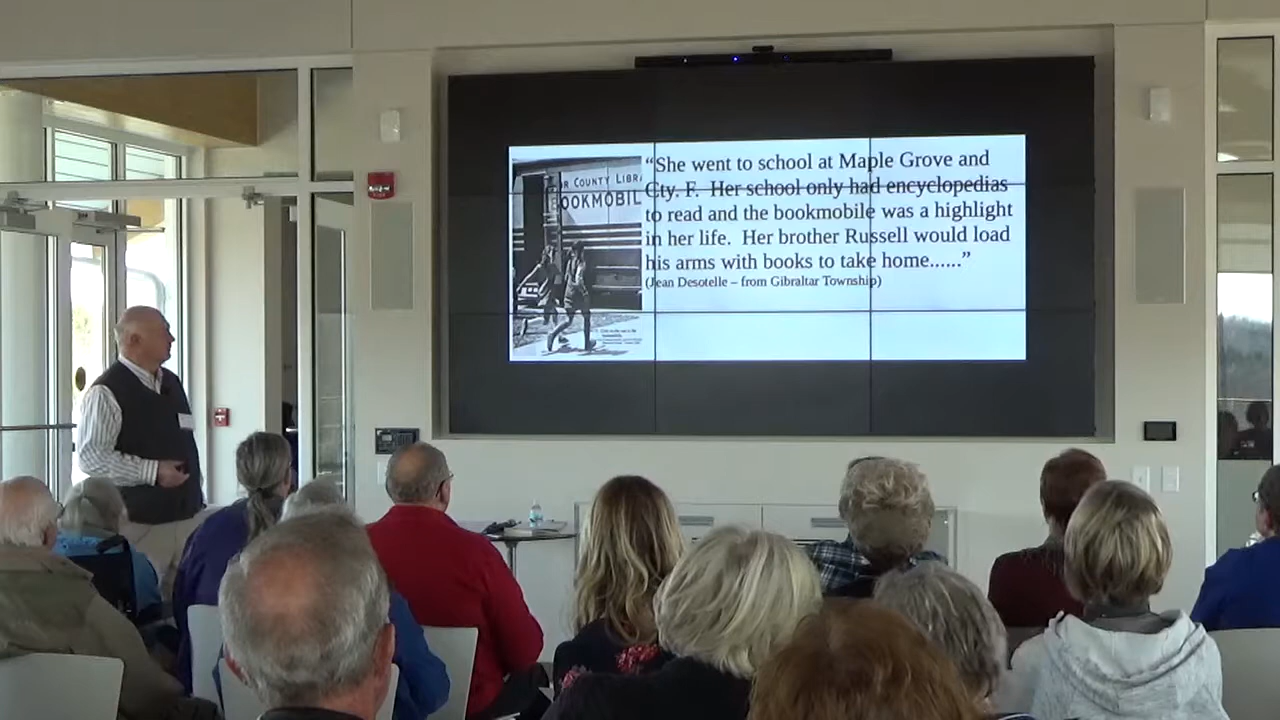 OR COUNTY LIBRA
OOKMOBIL
“She went to school at Maple Grove and
Cty. F.  Her school only had encyclopedias
to read and the bookmobile was a highlight
in her life.  Her brother Russell would load
his arms with books to take home......”
(Jean Desotelle – from Gibraltar Township)